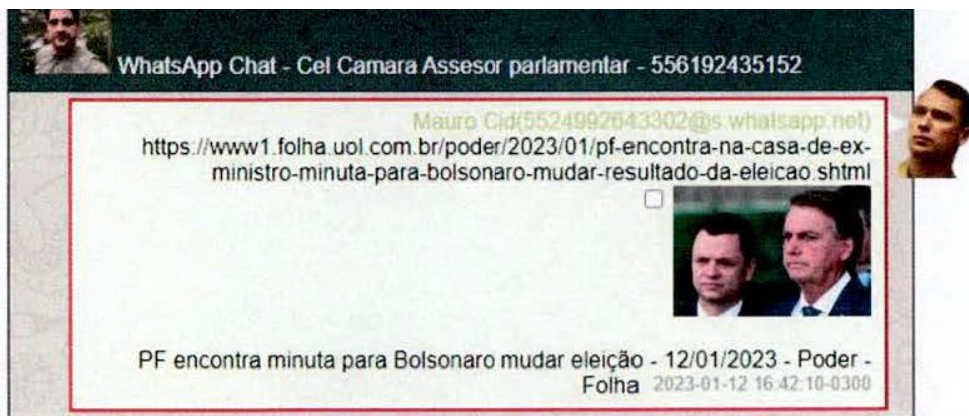 WhatsApp Chat - Cel Camara Assesor parlamentar - 556192435152
Mauro Cid(5524992643302@s.whatsapp.net)
https://www1.folha.uol.com.br/poder/2023/01/pf-encontra-na-casa-de-ex-
ministro-minuta-para-bolsonaro-mudar-resultado-da-eleicao.shtml
PF encontra minuta para Bolsonaro mudar eleição - 12/01/2023 - Poder -
Folha 2023-01-12 16:42:10-0300